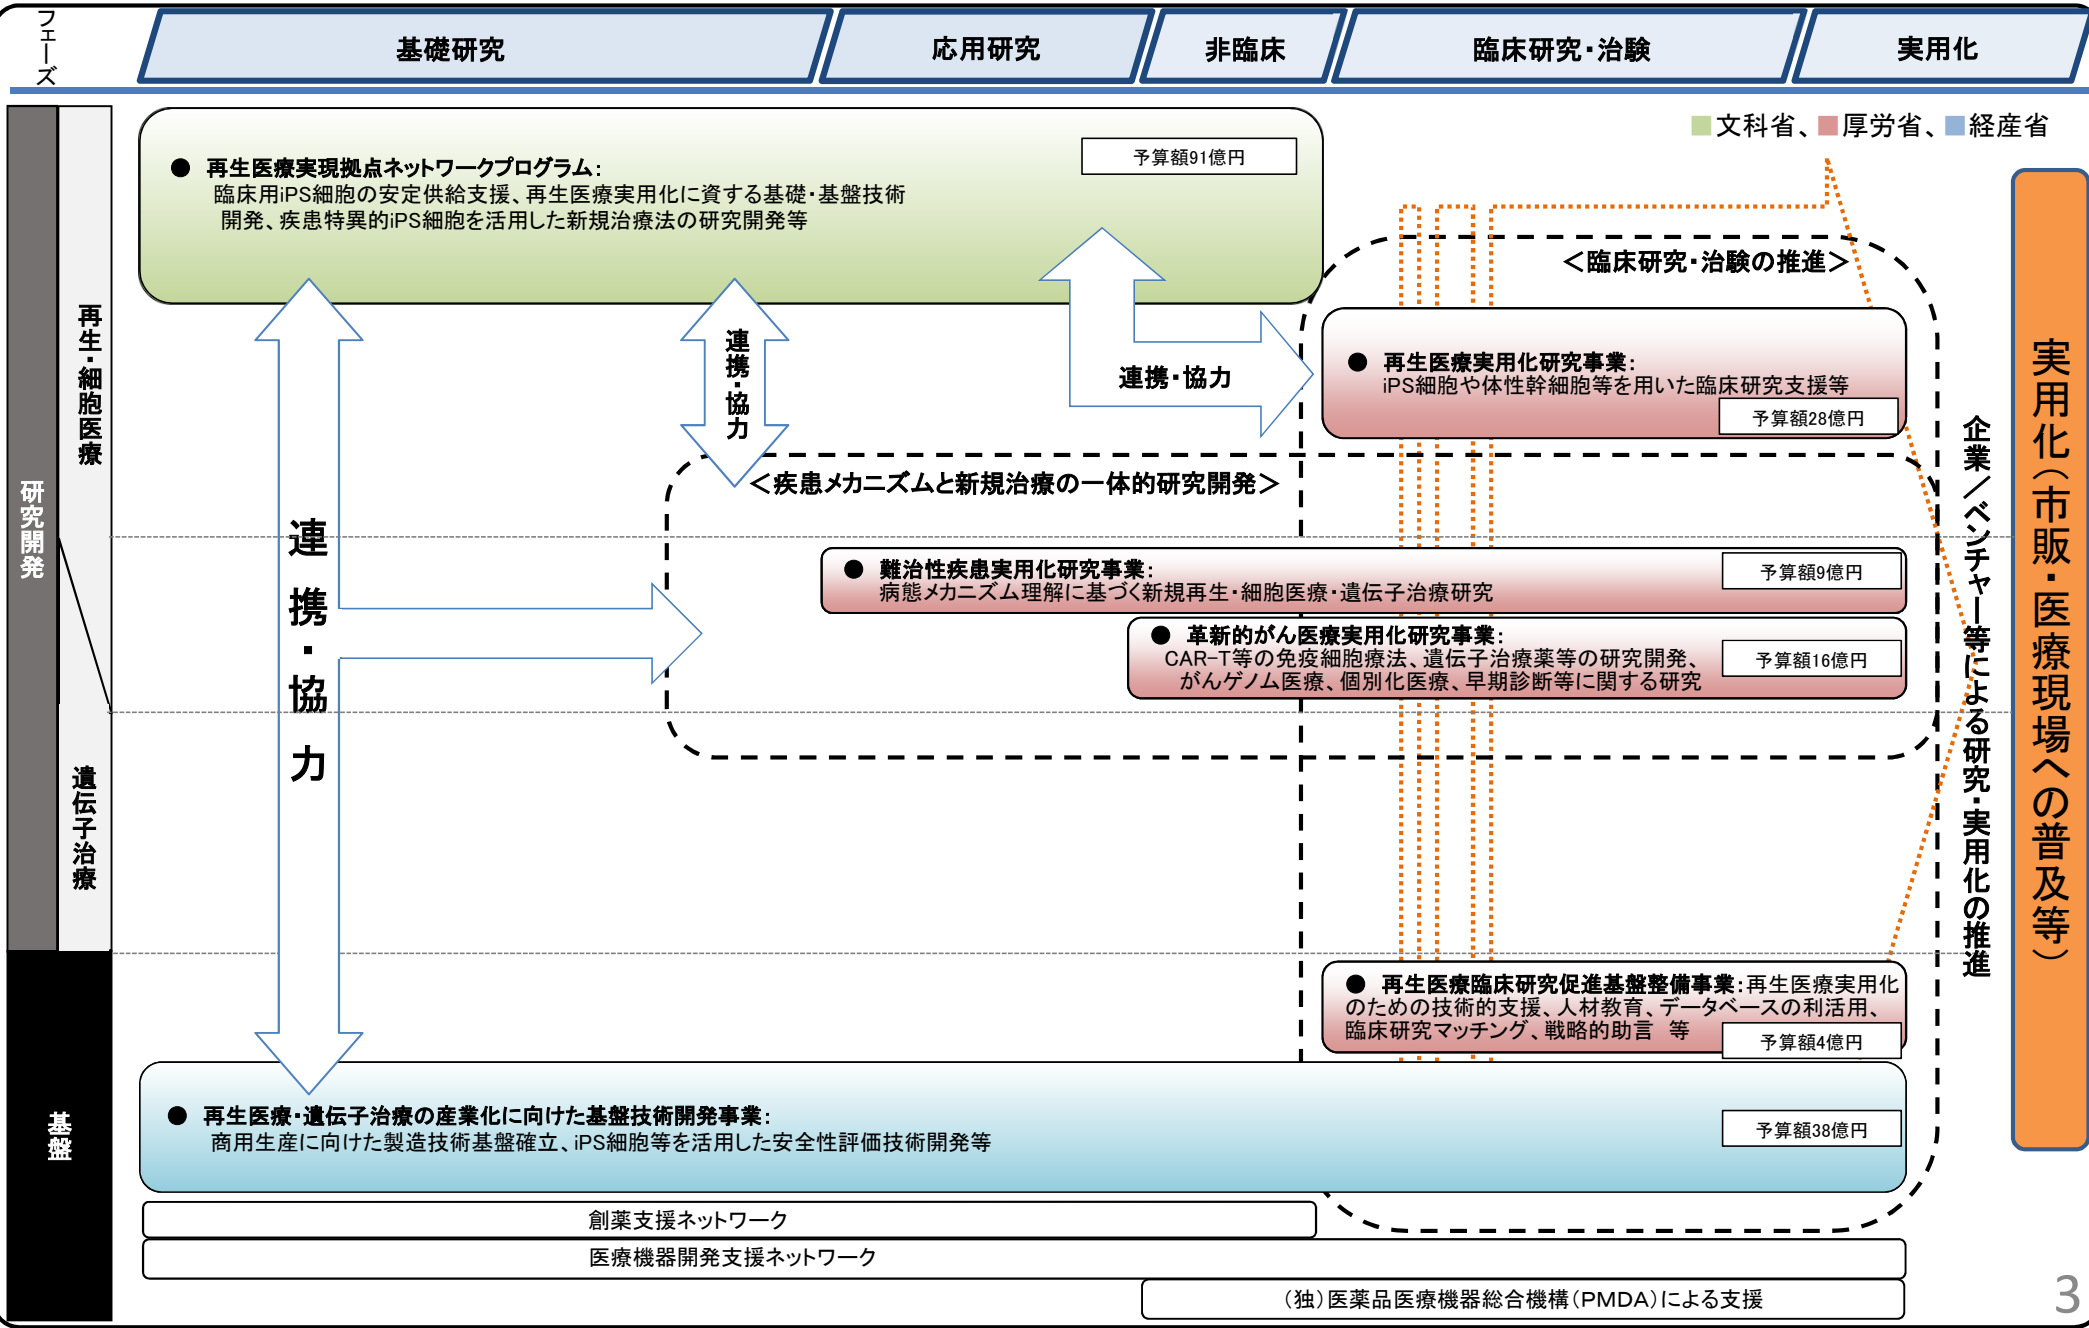 フェーズ
基礎研究
応用研究
非臨床
臨床研究・治験
実用化
■文科省、■厚労省、■経産省
研究開発
再生・細胞医療
遺伝子治療
基盤
● 再生医療実現拠点ネットワークプログラム：
臨床用iPS細胞の安定供給支援、再生医療実用化に資する基礎・基盤技術
開発、疾患特異的iPS細胞を活用した新規治療法の研究開発等
予算額91億円
連携・協力
連携・協力
連携・協力
＜臨床研究・治験の推進＞
● 再生医療実用化研究事業：
iPS細胞や体性幹細胞等を用いた臨床研究支援等
予算額28億円
＜疾患メカニズムと新規治療の一体的研究開発＞
● 難治性疾患実用化研究事業：
病態メカニズム理解に基づく新規再生・細胞医療・遺伝子治療研究
予算額9億円
● 革新的がん医療実用化研究事業：
CAR-T等の免疫細胞療法、遺伝子治療薬等の研究開発、
がんゲノム医療、個別化医療、早期診断等に関する研究
予算額16億円
● 再生医療臨床研究促進基盤整備事業：再生医療実用化
のための技術的支援、人材教育、データベースの利活用、
臨床研究マッチング、戦略的助言　等
予算額4億円
● 再生医療・遺伝子治療の産業化に向けた基盤技術開発事業：
商用生産に向けた製造技術基盤確立、iPS細胞等を活用した安全性評価技術開発等
予算額38億円
企業／ベンチャー等による研究・実用化の推進
実用化（市販・医療現場への普及等）
創薬支援ネットワーク
医療機器開発支援ネットワーク
（独）医薬品医療機器総合機構（PMDA）による支援
3